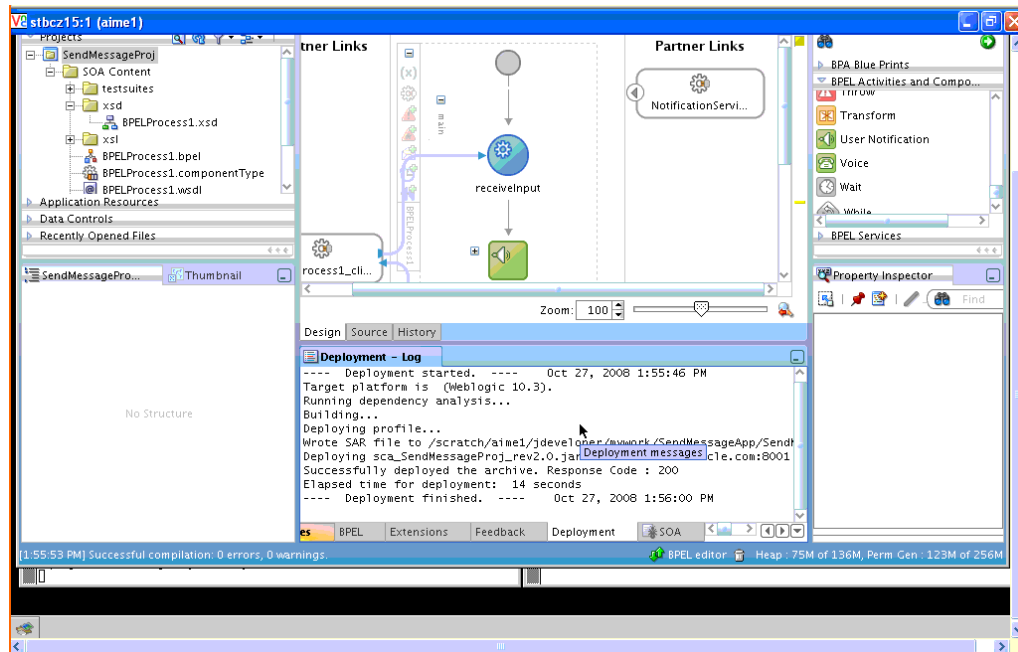 stbcz15:1 (aime1)
Projects
SendMessageProj
SOA Content
testsuites
xsd
BPELProcess1.xsd
xsl
BPELProcess1.bpel
BPELProcess1.componentType
BPELProcess1.wsdl
Application Resources
Data Controls
Recently Opened Files
SendMessagePro...
Thumbnail
No Structure
tner Links
Partner Links
main
BPELProcess1
NotificationServi...
receiveInput
rocess1_cli...
Zoom: 100
Design Source History
Deployment - Log
---- Deployment started. ---- Oct 27, 2008 1:55:46 PM
Target platform is (Weblogic 10.3).
Running dependency analysis...
Building...
Deploying profile...
Wrote SAR file to /scratch/aime1/jdeveloper/mywork/SendMessageApp/SendM
Deploying sca_SendMessageProj_rev2.0.jar cle.com:8001
Deployment messages
Successfully deployed the archive. Response Code : 200
Elapsed time for deployment: 14 seconds
---- Deployment finished. ---- Oct 27, 2008 1:56:00 PM
es BPEL Extensions Feedback Deployment SOA
BPA Blue Prints
BPEL Activities and Compo...
Throw
Transform
User Notification
Voice
Wait
While
BPEL Services
Property Inspector
Find
[1:55:53 PM] Successful compilation: 0 errors, 0 warnings.
BPEL editor Heap : 75M of 136M, Perm Gen : 123M of 256M